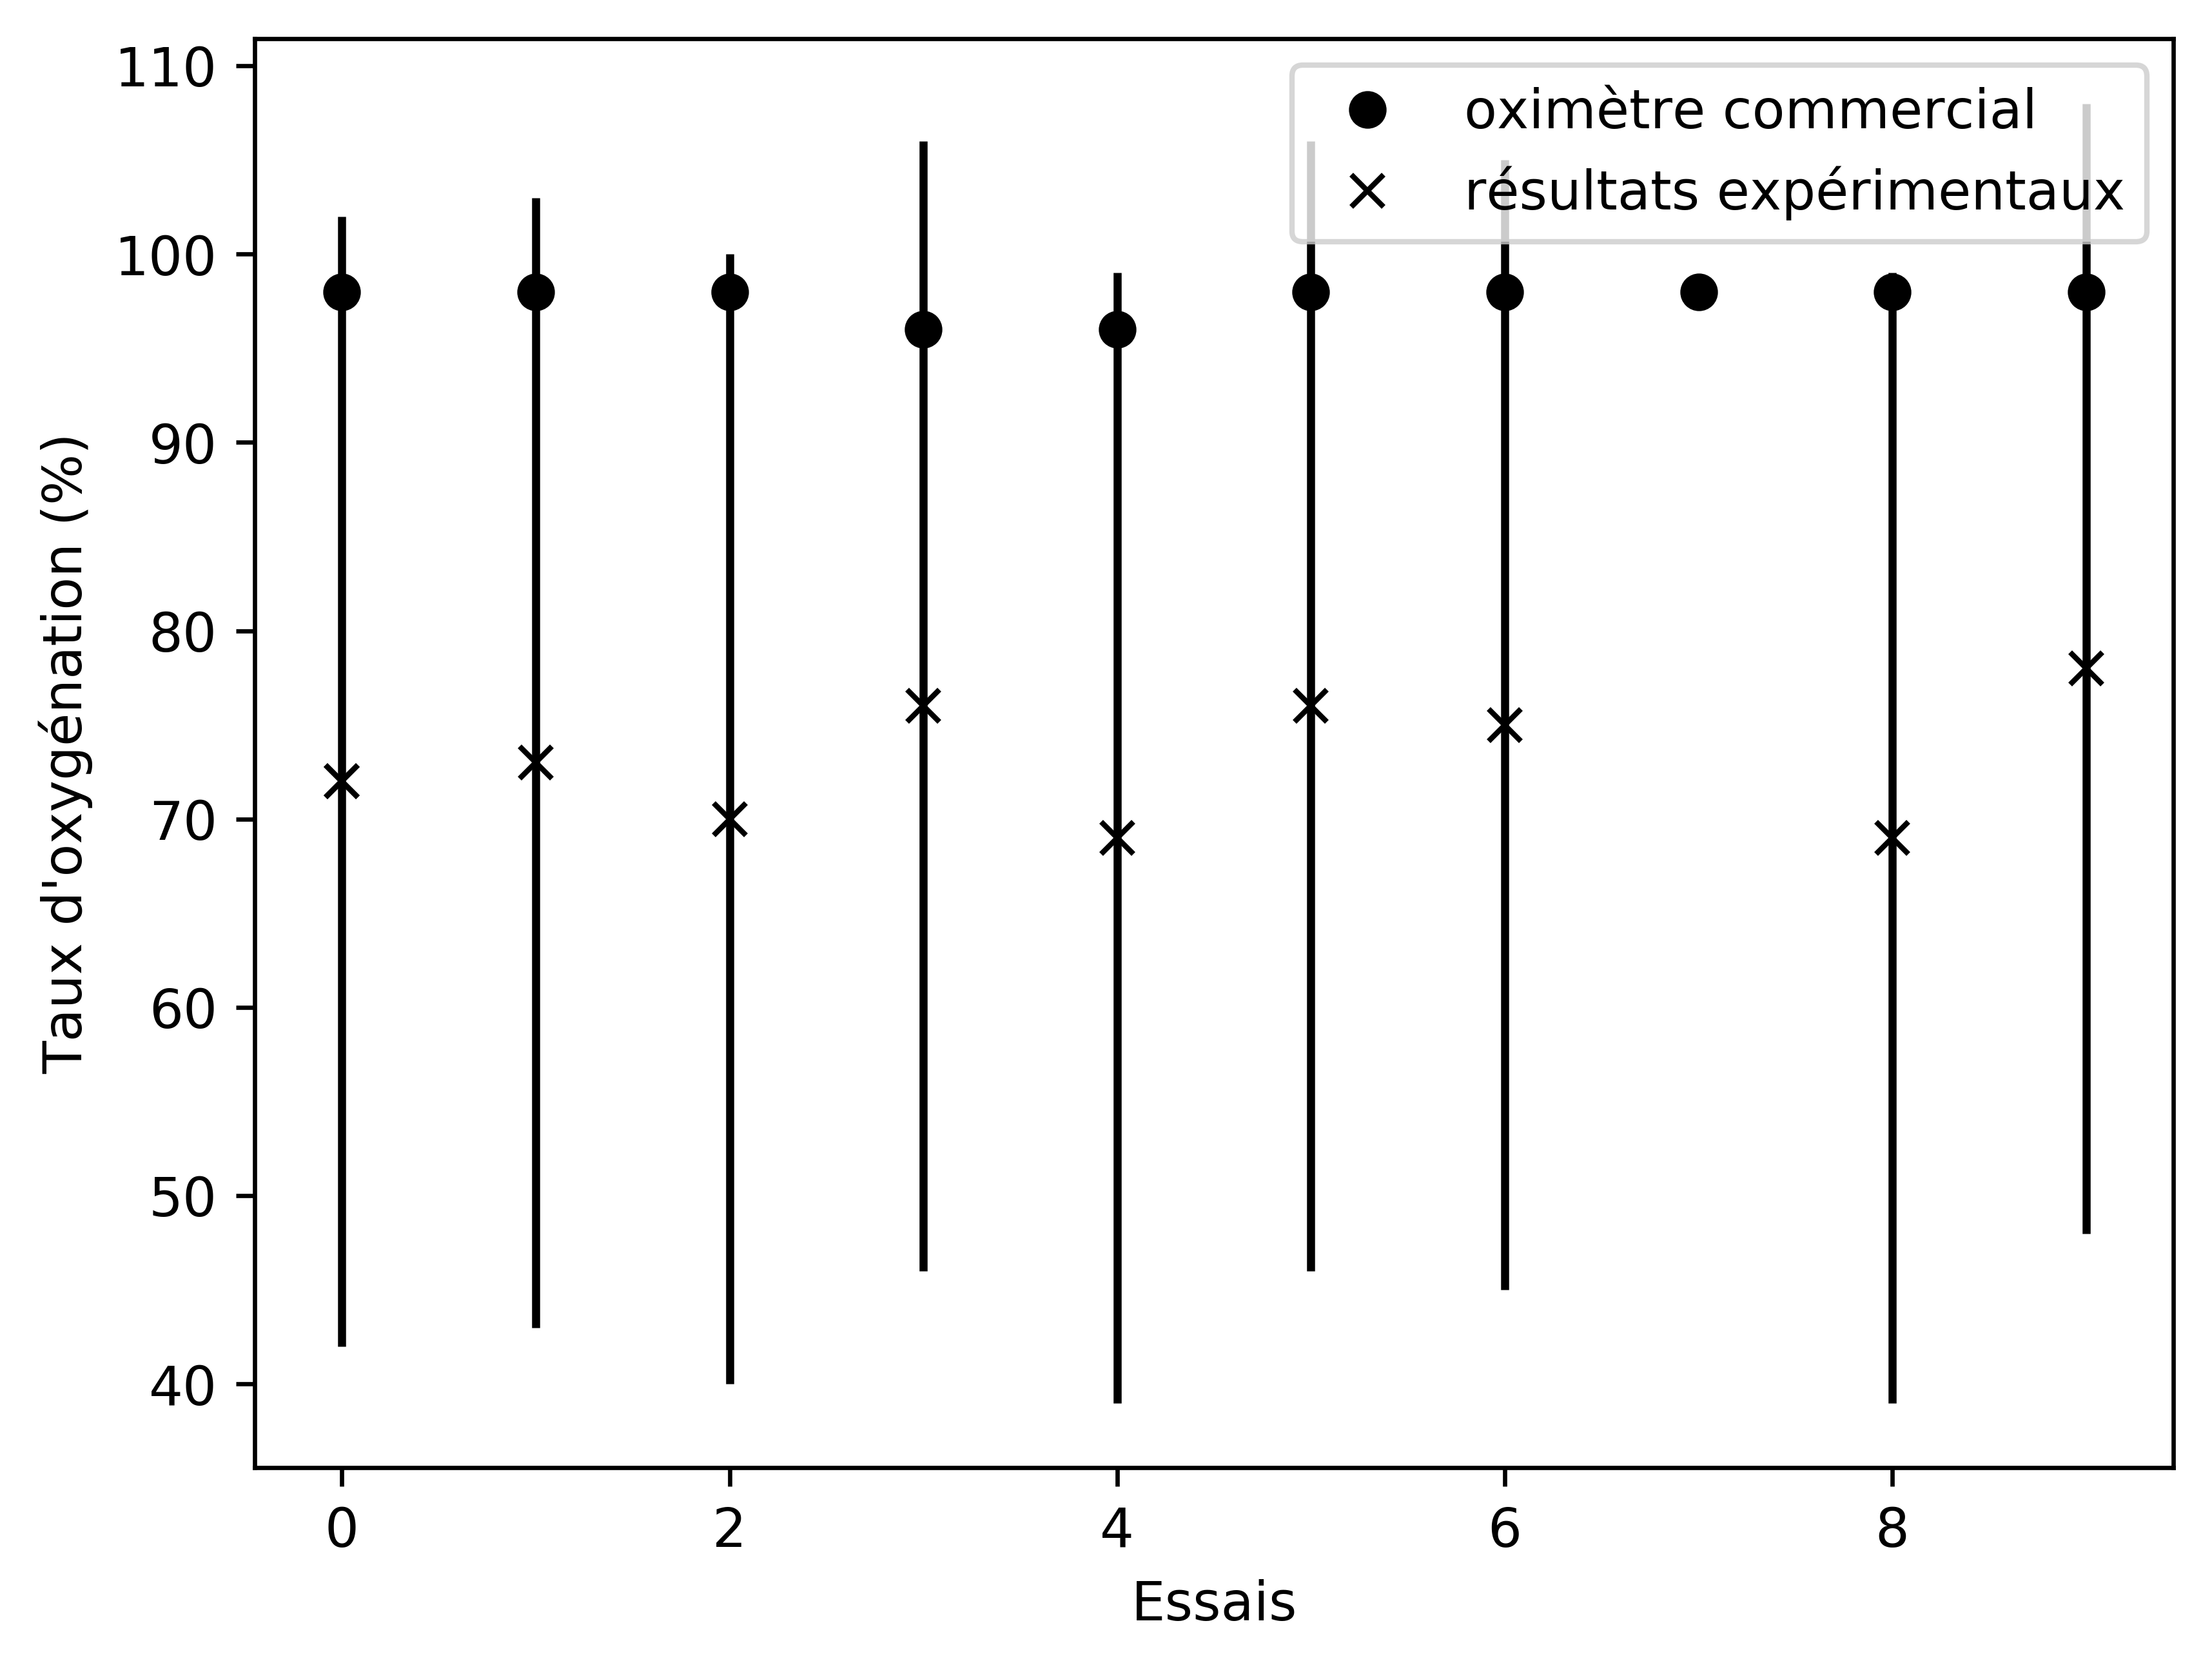 110
100
90
80
70
60
50
40
Taux d'oxygénation (%)
oximètre commercial
résultats expérimentaux
0 2 4 6 8
Essais